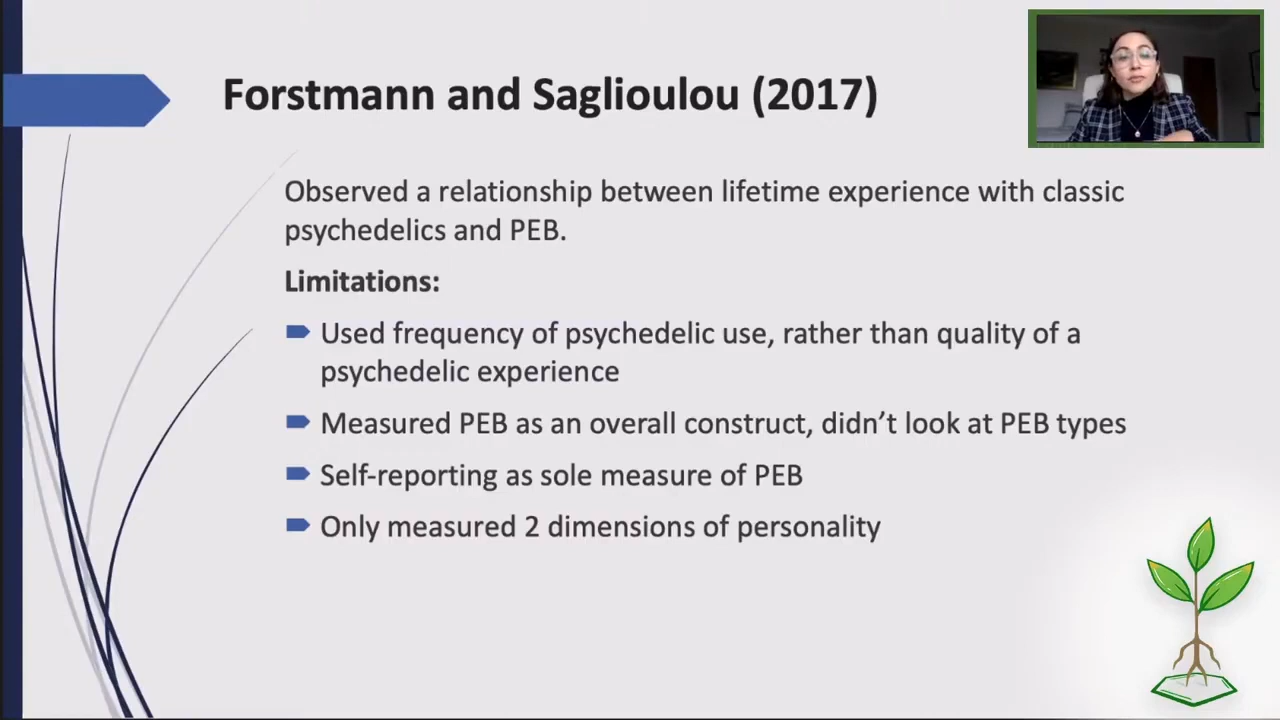 Forstmann and Saglioulou (2017)
Observed a relationship between lifetime experience with classic
psychedelics and PEB.
Limitations:
Used frequency of psychedelic use, rather than quality of a
psychedelic experience
Measured PEB as an overall construct, didn’t look at PEB types
Self-reporting as sole measure of PEB
Only measured 2 dimensions of personality